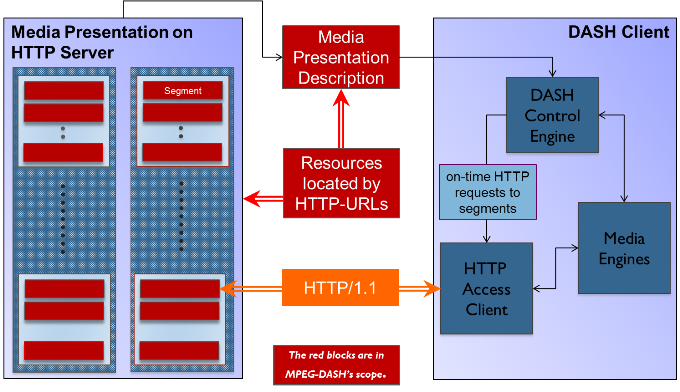 Media Presentation on
HTTP Server
Segment
Media
Presentation
Description
Resources
located by
HTTP-URLs
HTTP/1.1
The red blocks are in
MPEG-DASH's scope.
DASH Client
DASH
Control
Engine
on-time HTTP
requests to
segments
HTTP
Access
Client
Media
Engines